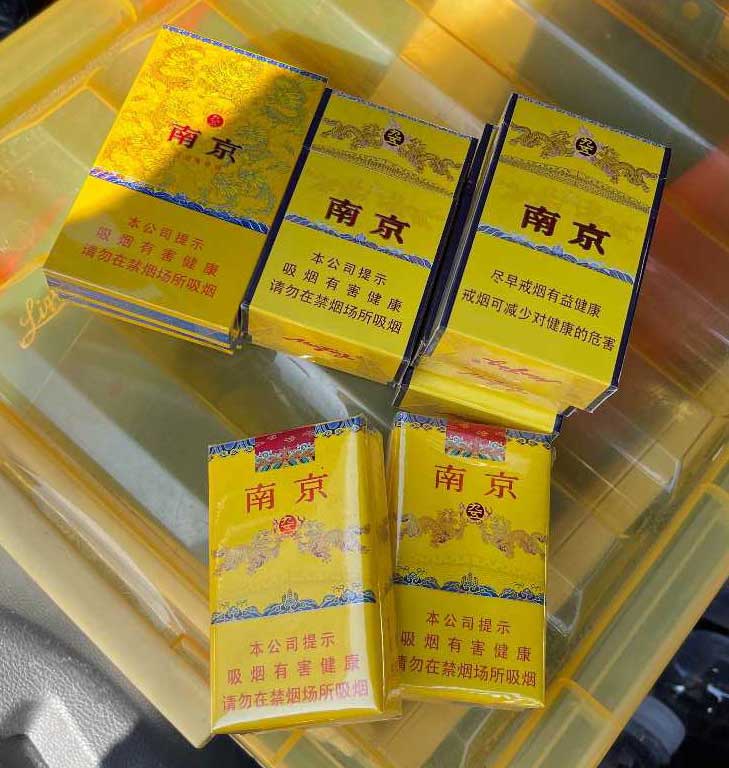 南京
本公司提示
吸烟有害健康
请勿在禁烟场所吸烟
南京
本公司提示
吸烟有害健康
请勿在禁烟场所吸烟
南京
尽早戒烟有益健康
戒烟可减少对健康的危害
南京
本公司提示
吸烟有害健康
请勿在禁烟场所吸烟
南京
本公司提示
吸烟有害健康
请勿在禁烟场所吸烟